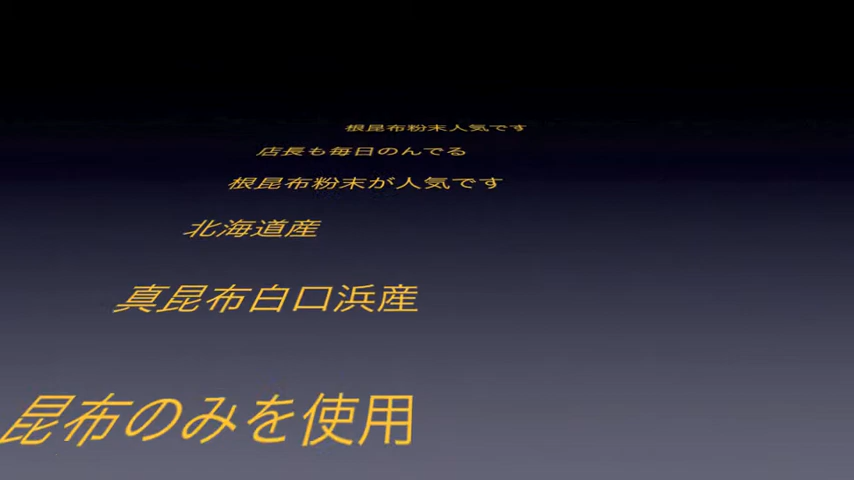 根昆布粉末人気です
店長も毎日のんでる
根昆布粉末が人気です
北海道産
真昆布白口浜産
昆布のみを使用